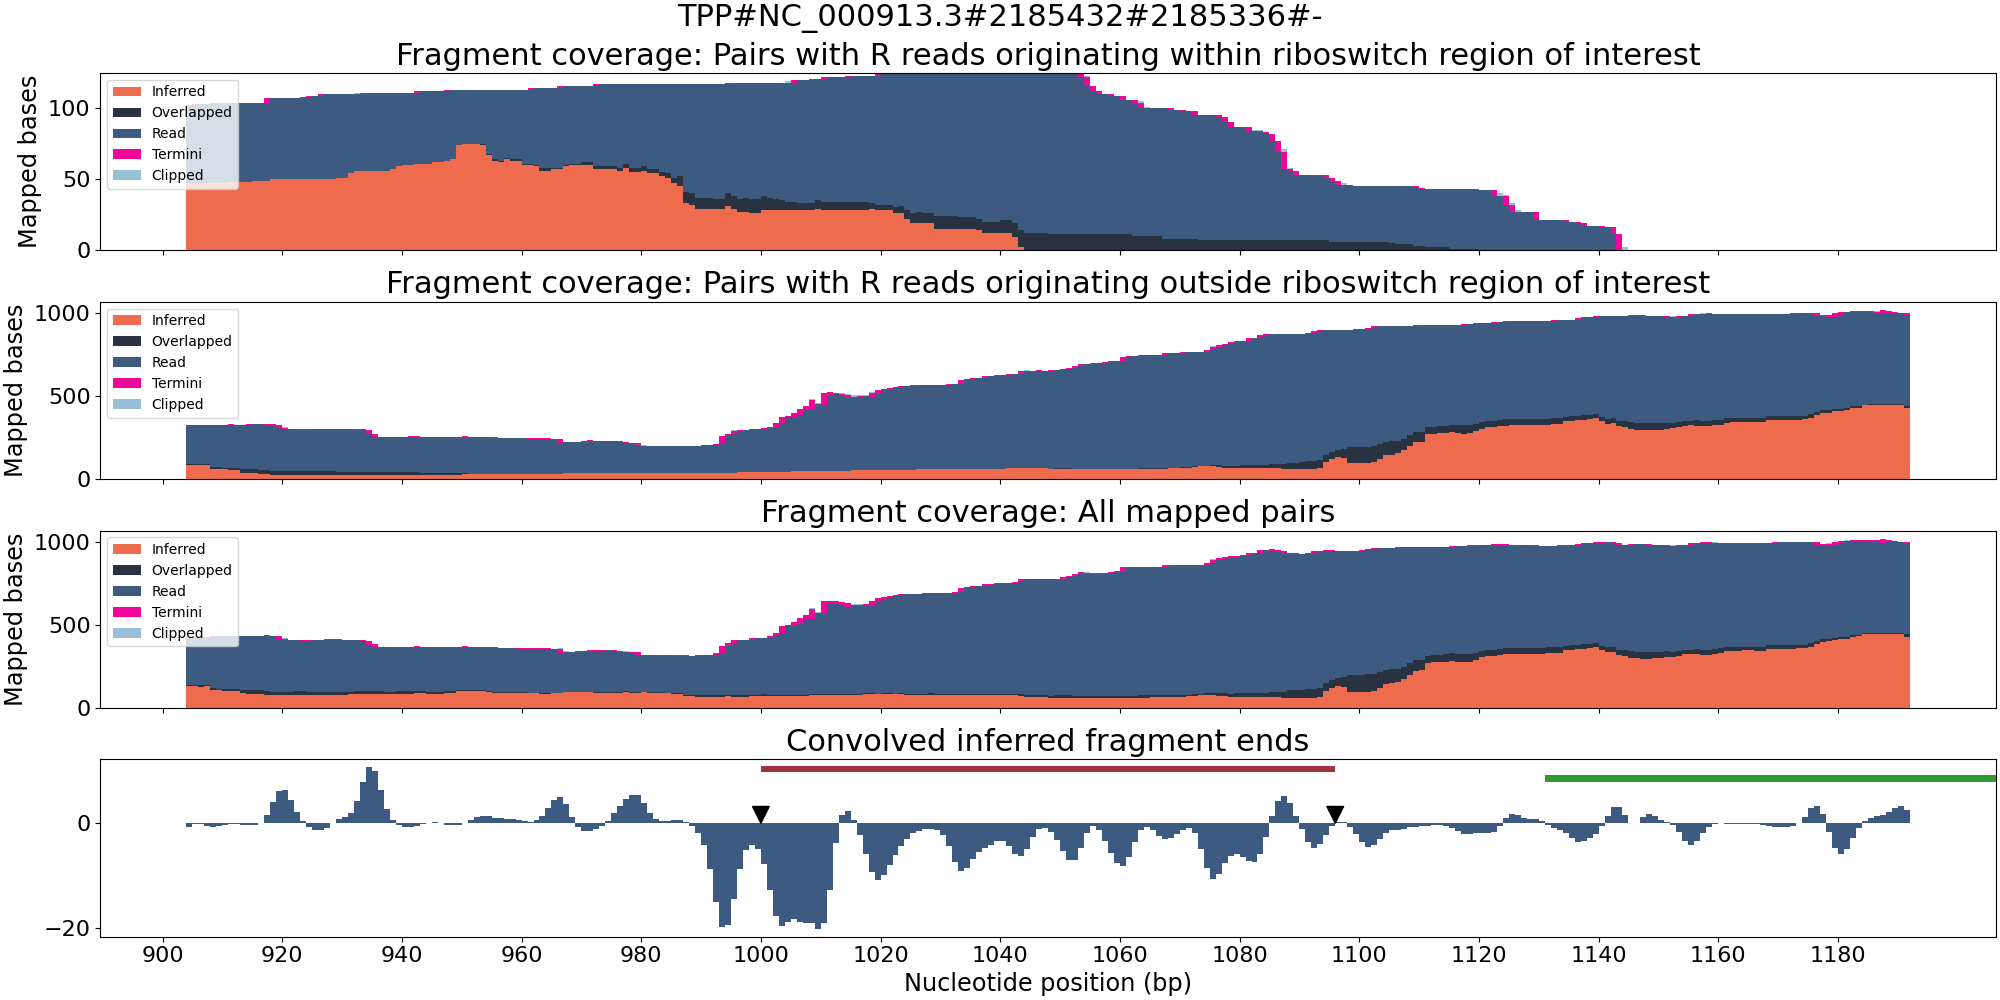 TPP#NC_000913.3#2185432#2185336#-
Fragment coverage: Pairs with R reads originating within riboswitch region of interest
Mapped bases
100
50
0
Inferred
Overlapped
Read
Termini
Clipped
Fragment coverage: Pairs with R reads originating outside riboswitch region of interest
Mapped bases
1000
500
0
Inferred
Overlapped
Read
Termini
Clipped
Fragment coverage: All mapped pairs
Mapped bases
1000
500
0
Inferred
Overlapped
Read
Termini
Clipped
Convolved inferred fragment ends
0
−20
900 920 940 960 980 1000 1020 1040 1060 1080 1100 1120 1140 1160 1180
Nucleotide position (bp)